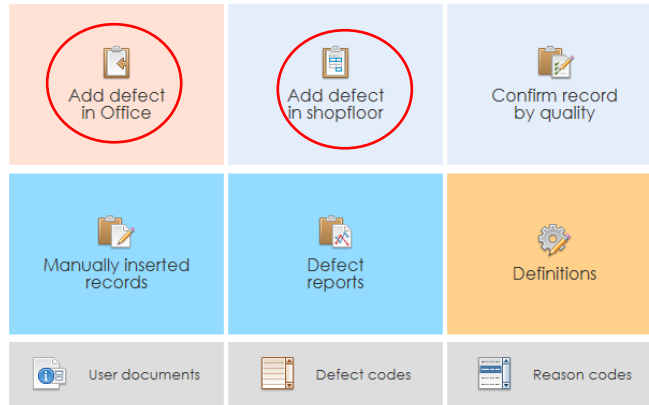 Add defect
in Office
Add defect
in shopfloor
Confirm record
by quality
Manually inserted
records
Defect
reports
Definitions
User documents
Defect codes
Reason codes